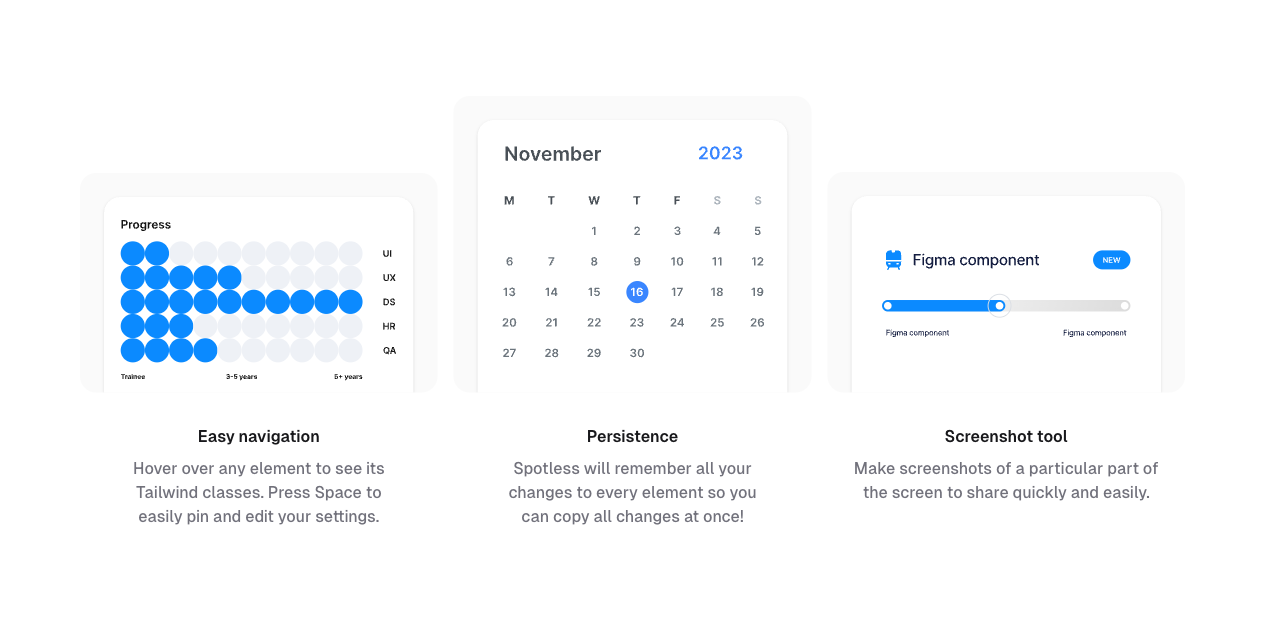 Progress
UI
UX
DS
HR
QA
Trainee 3-5 years 5+ years
Easy navigation
Hover over any element to see its
Tailwind classes. Press Space to
easily pin and edit your settings.
November 2023
M T W T F S S
1 2 3 4 5
6 7 8 9 10 11 12
13 14 15 16 17 18 19
20 21 22 23 24 25 26
27 28 29 30
Persistence
Spotless will remember all your
changes to every element so you
can copy all changes at once!
Figma component NEW
Figma component Figma component
Screenshot tool
Make screenshots of a particular part of
the screen to share quickly and easily.